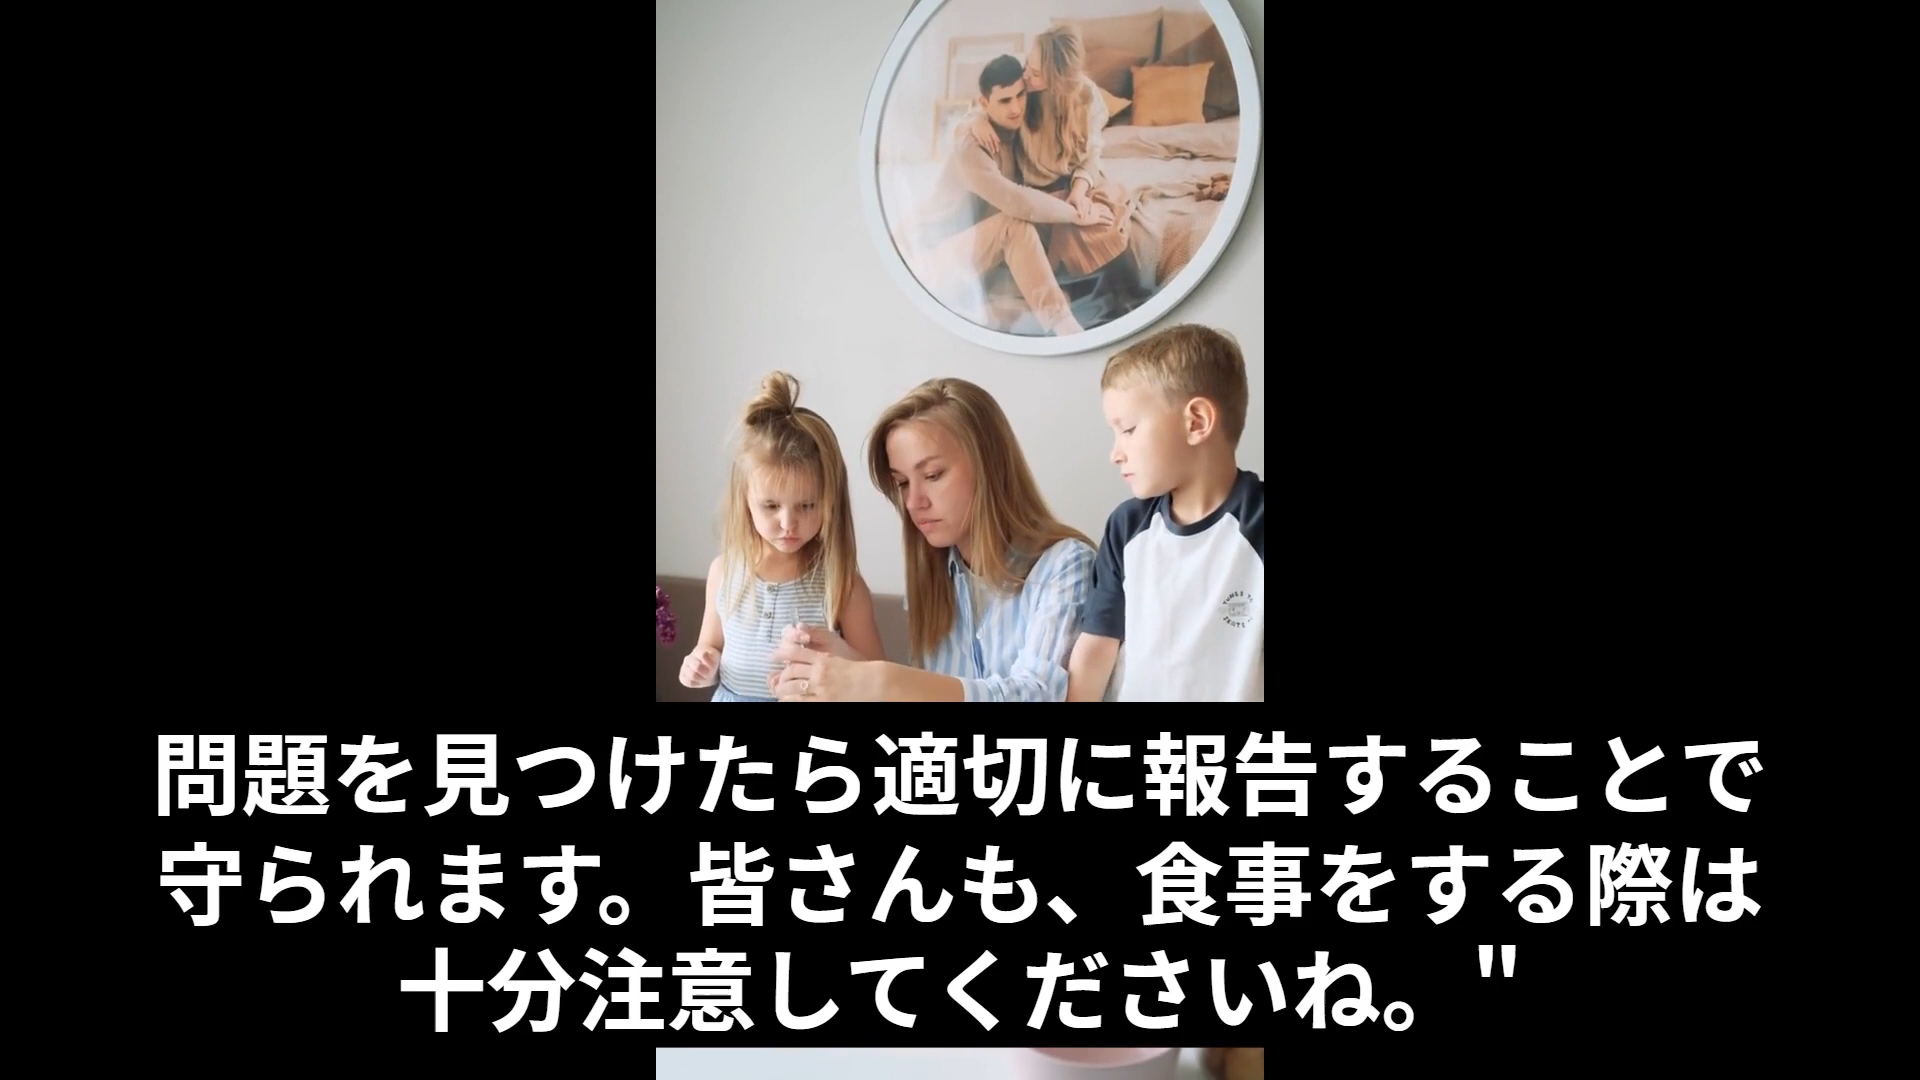 問題を見つけたら適切に報告することで
守られます。皆さんも、食事をする際は
十分注意してくださいね。"